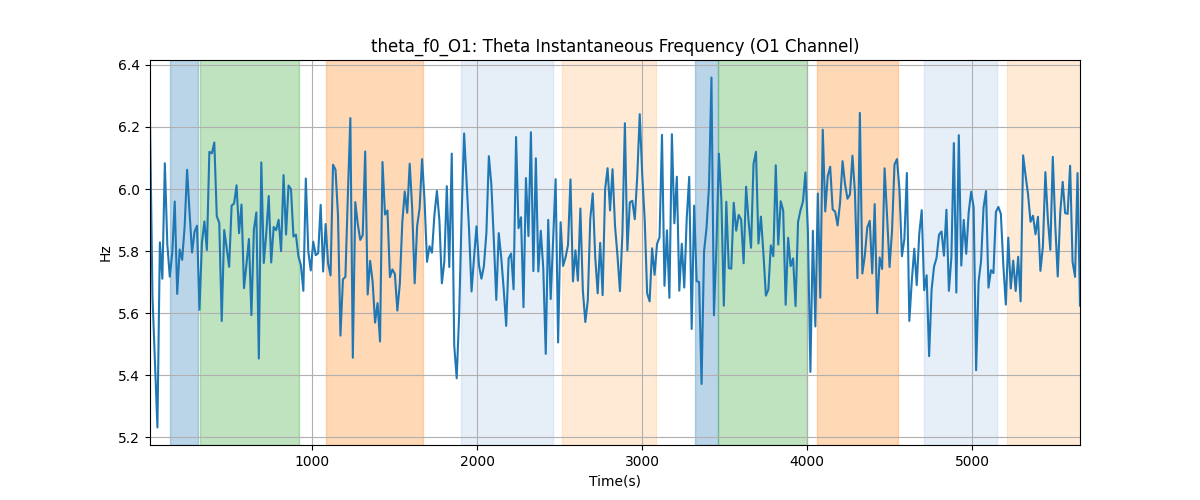 theta_f0_O1: Theta Instantaneous Frequency (O1 Channel)
6.4
6.2
6.0
5.8
5.6
5.4
5.2
Hz
1000 2000 3000 4000 5000
Time(s)